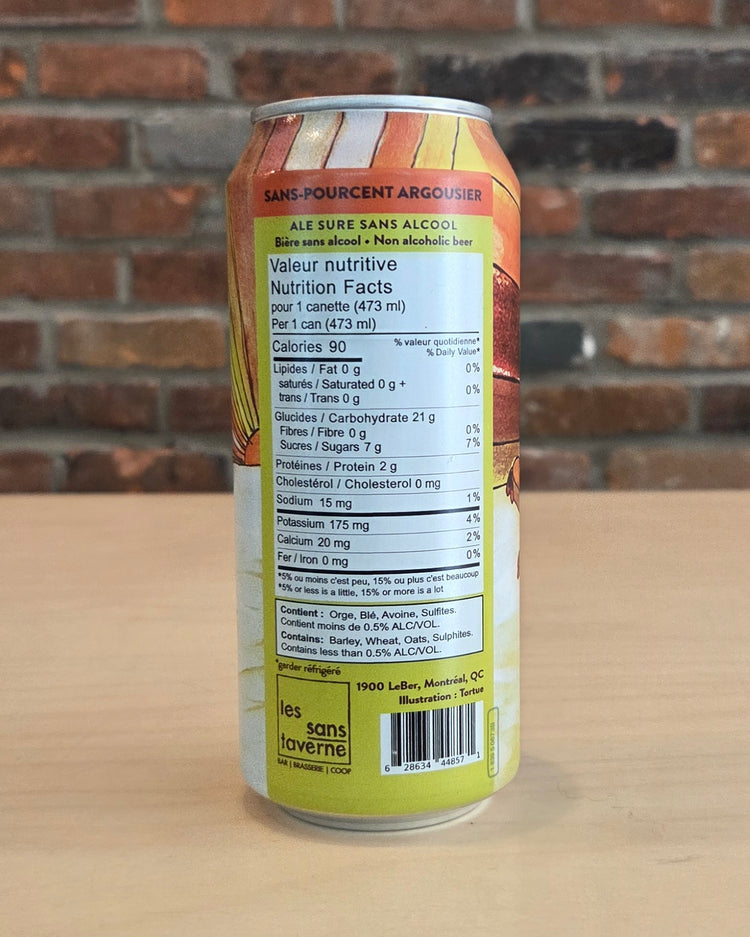 SANS-POURCENT ARGOUSIER
ALE SURE SANS ALCOOL
Bière sans alcool • Non alcoholic beer
Valeur nutritive
Nutrition Facts
pour 1 canette (473 ml)
Per 1 can (473 ml)
Calories 90 % valeur quotidienne*
% Daily Value*
Lipides / Fat 0 g 0%
saturés / Saturated 0 g +
trans / Trans 0 g 0%
Glucides / Carbohydrate 21 g
Fibres / Fibre 0 g 0%
Sucres / Sugars 7 g 7%
Protéines / Protein 2 g
Cholestérol / Cholesterol 0 mg
Sodium 15 mg 1%
Potassium 175 mg 4%
Calcium 20 mg 2%
Fer / Iron 0 mg 0%
*5% ou moins c'est peu, 15% ou plus c'est beaucoup
*5% or less is a little, 15% or more is a lot
Contient : Orge, Blé, Avoine, Sulfites.
Contient moins de 0.5% ALC/VOL.
Contains: Barley, Wheat, Oats, Sulphites.
Contains less than 0.5% ALC/VOL.
*garder réfrigéré
1900 LeBer, Montréal, QC
Illustration : Tortue
les
sans
taverne
BAR | BRASSERIE | COOP
6 28634 44857 1